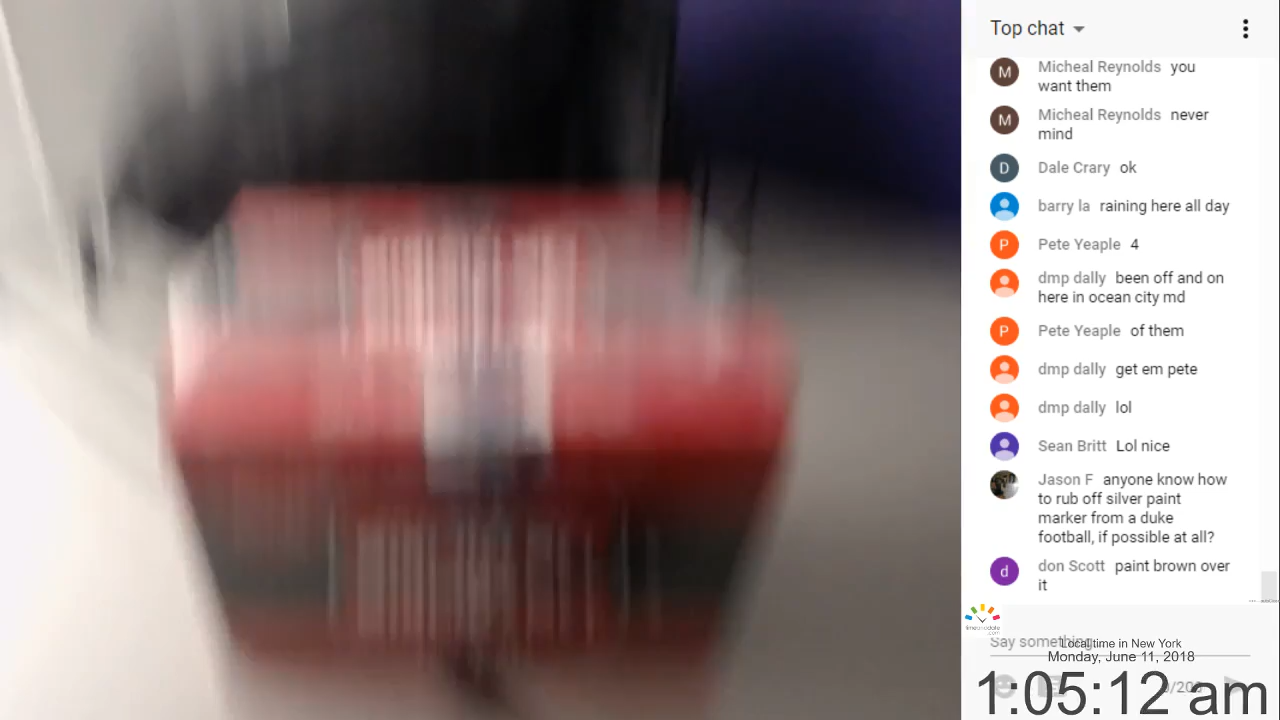 Top chat
Micheal Reynolds you
want them
Micheal Reynolds never
mind
Dale Crary ok
barry la raining here all day
Pete Yeaple 4
dmp dally been off and on
here in ocean city md
Pete Yeaple of them
dmp dally get em pete
dmp dally lol
Sean Britt Lol nice
Jason F anyone know how
to rub off silver paint
marker from a duke
football, if possible at all?
don Scott paint brown over
it
Say something
Local time in New York
Monday, June 11, 2018
1:05:12 am